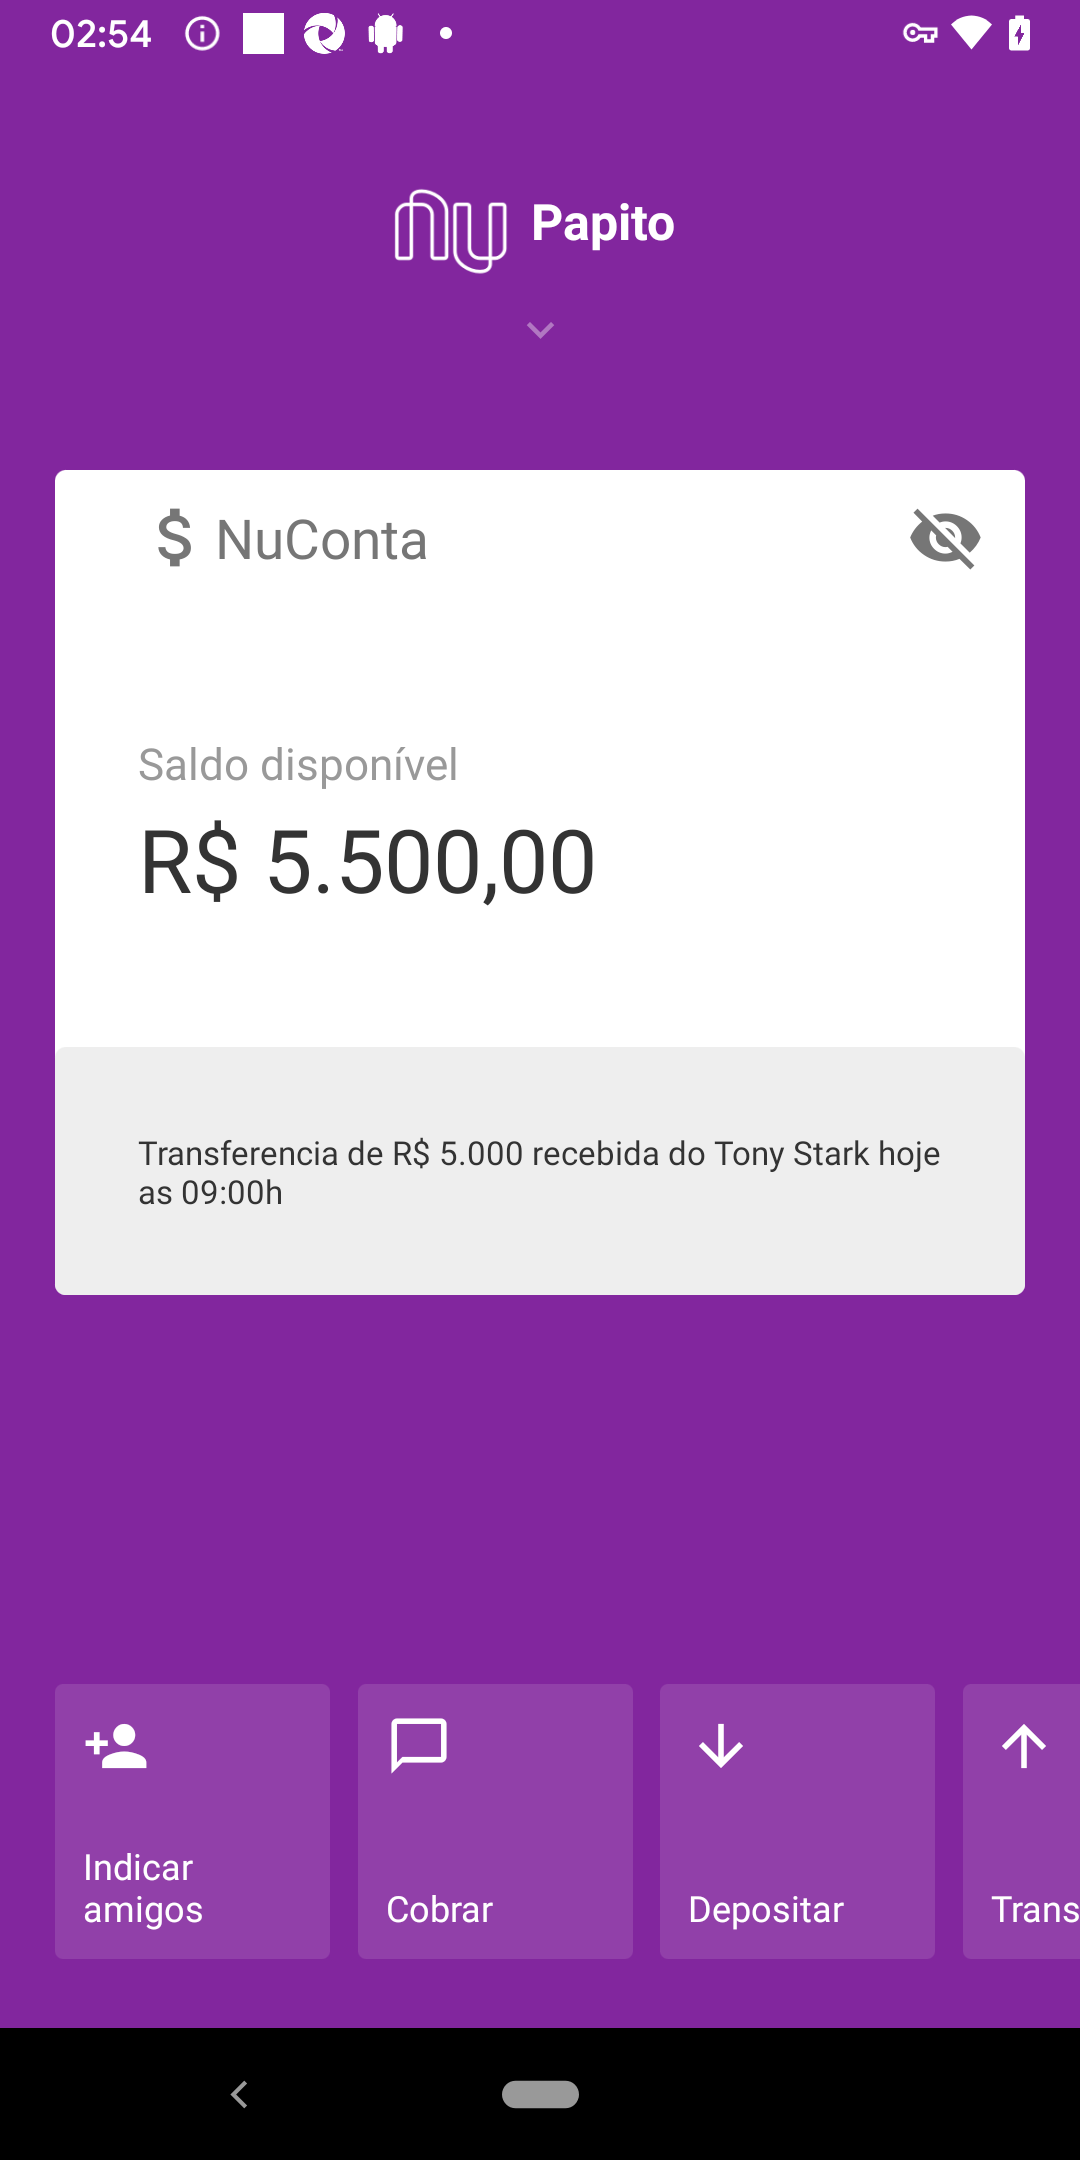 02:54
nu Papito
$ NuConta
Saldo disponível
R$ 5.500,00
Transferencia de R$ 5.000 recebida do Tony Stark hoje
as 09:00h
Indicar
amigos
Cobrar
Depositar
Trans